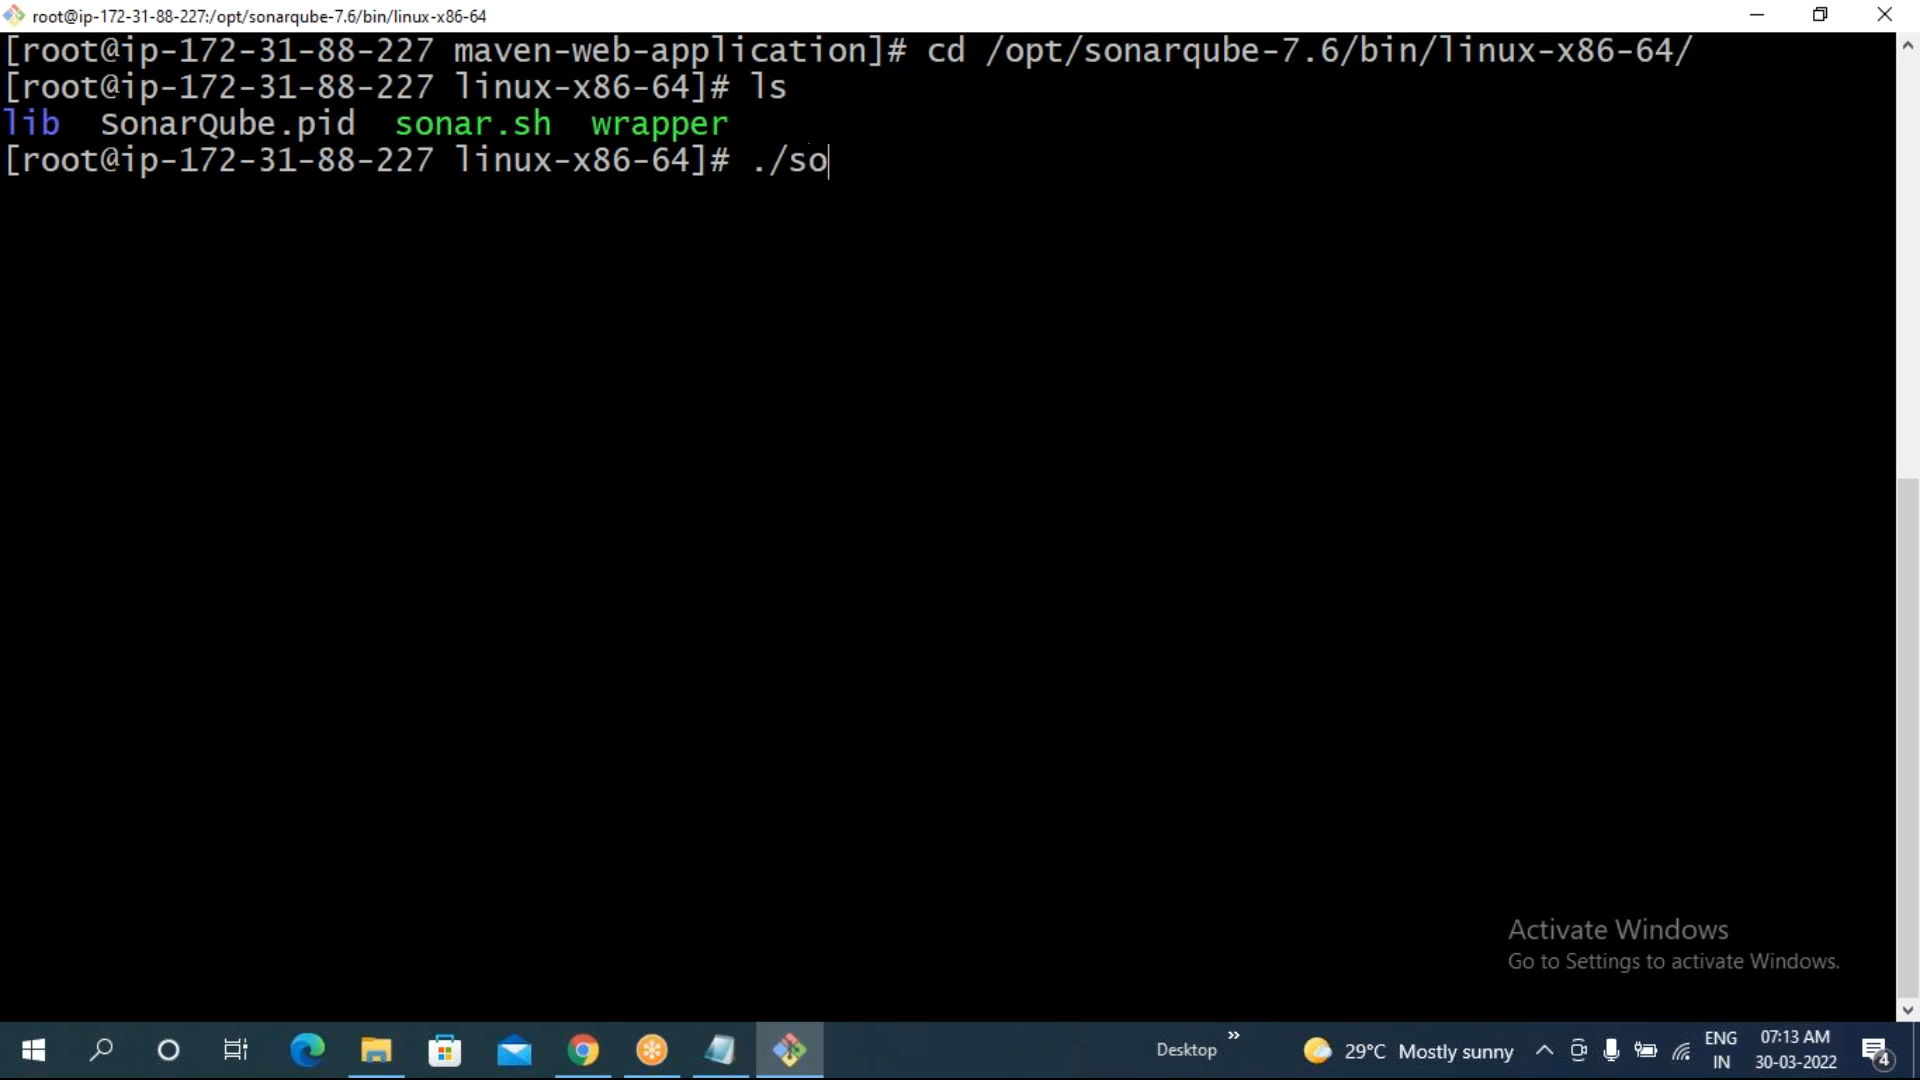 root@ip-172-31-88-227:/opt/sonarqube-7.6/bin/linux-x86-64
[root@ip-172-31-88-227 maven-web-application]# cd /opt/sonarqube-7.6/bin/linux-x86-64/
[root@ip-172-31-88-227 linux-x86-64]# ls
lib  SonarQube.pid  sonar.sh  wrapper
[root@ip-172-31-88-227 linux-x86-64]# ./so
Activate Windows
Go to Settings to activate Windows.
Desktop
29°C Mostly sunny
ENG
IN
07:13 AM
30-03-2022
4